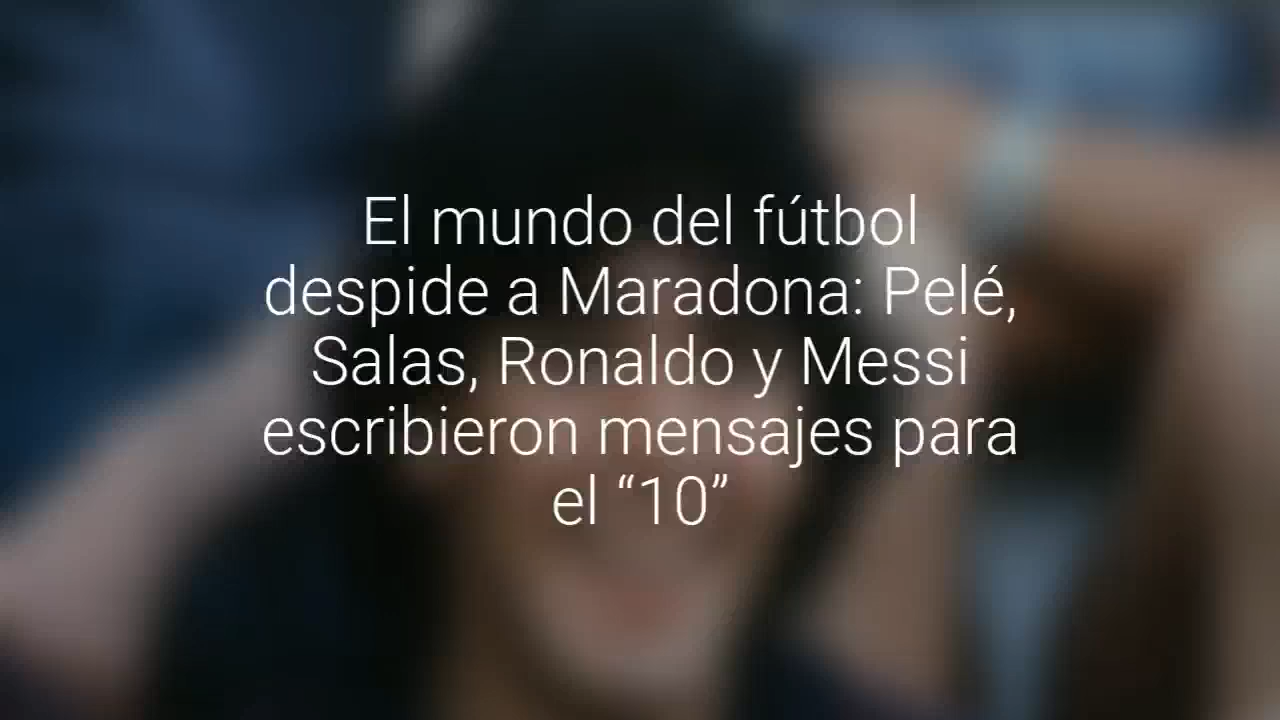 El mundo del fútbol
despide a Maradona: Pelé,
Salas, Ronaldo y Messi
escribieron mensajes para
el “10”